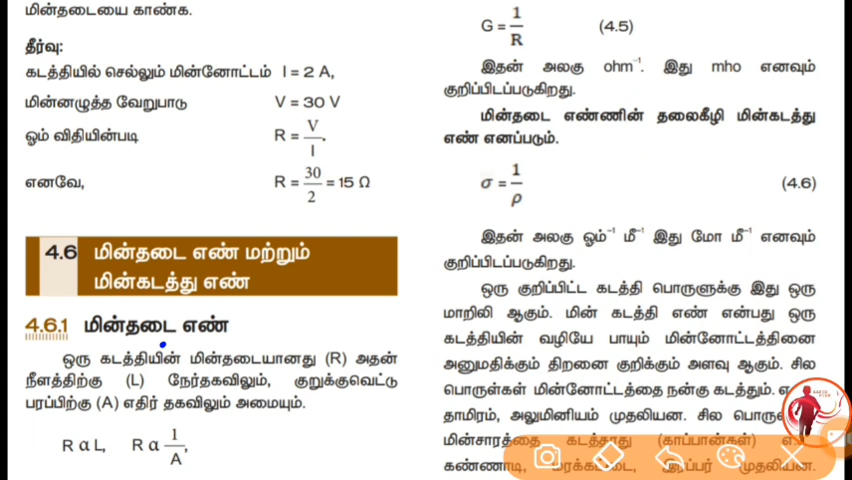 மின்தடையை காண்க.
தீர்வு:
கடத்தியில் செல்லும் மின்னோட்டம் I = 2 A,
மின்னழுத்த வேறுபாடு V = 30 V
ஓம் விதியின்படி R = V/I.
எனவே, R = 30/2 = 15 Ω
4.6 மின்தடை எண் மற்றும்
மின்கடத்து எண்
4.6.1 மின்தடை எண்
ஒரு கடத்தியின் மின்தடையானது (R) அதன்
நீளத்திற்கு (L) நேர்தகவிலும், குறுக்குவெட்டு
பரப்பிற்கு (A) எதிர் தகவிலும் அமையும்.
R α L, R α 1/A,
G = 1/R (4.5)
இதன் அலகு ohm⁻¹. இது mho எனவும்
குறிப்பிடப்படுகிறது.
மின்தடை எண்ணின் தலைகீழி மின்கடத்து
எண் எனப்படும்.
σ = 1/ρ (4.6)
இதன் அலகு ஓம்⁻¹ மீ⁻¹ இது மோ மீ⁻¹ எனவும்
குறிப்பிடப்படுகிறது.
ஒரு குறிப்பிட்ட கடத்தி பொருளுக்கு இது ஒரு
மாறிலி ஆகும். மின் கடத்தி எண் என்பது ஒரு
கடத்தியின் வழியே பாயும் மின்னோட்டத்தினை
அனுமதிக்கும் திறனை குறிக்கும் அளவு ஆகும். சில
பொருள்கள் மின்னோட்டத்தை நன்கு கடத்தும்.
தாமிரம், அலுமினியம் முதலியன. சில
மின்சாரத்தை கடத்தாது (காப்பான்கள்)
கண்ணாடி, மரக்கட்டை, இரப்பர் முதலியன.